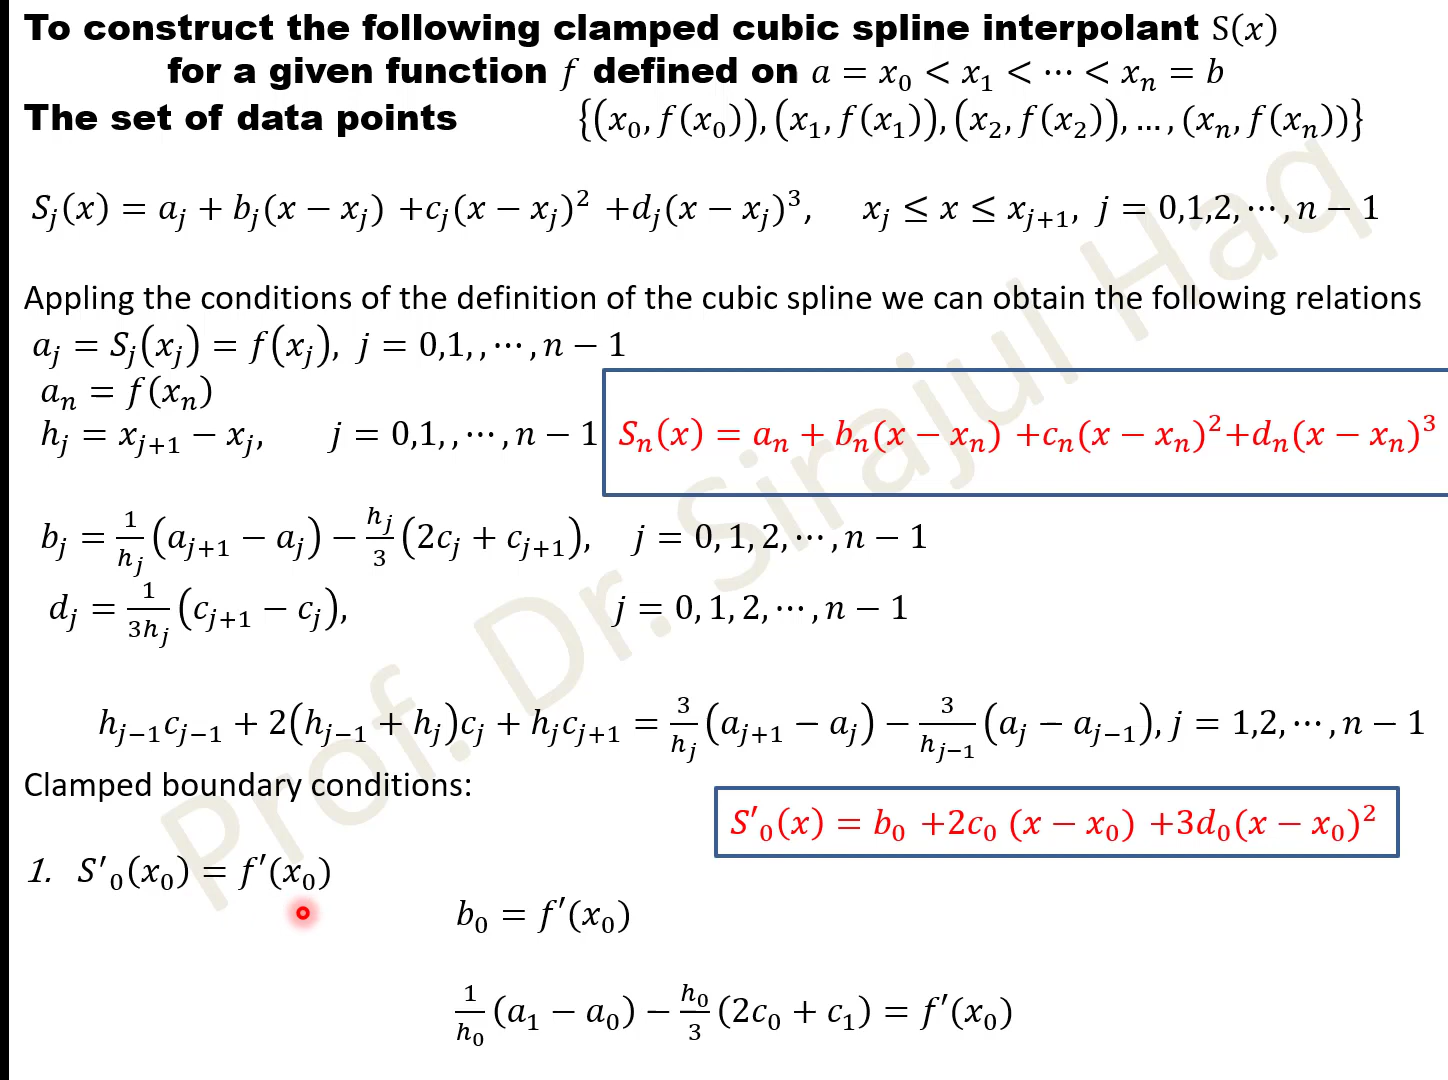 To construct the following clamped cubic spline interpolant S(x)
for a given function f defined on a = x₀ < x₁ < ⋯ < xₙ = b
The set of data points {(x₀, f(x₀)), (x₁, f(x₁)), (x₂, f(x₂)), … , (xₙ, f(xₙ))}
Sⱼ(x) = aⱼ + bⱼ(x − xⱼ) +cⱼ(x − xⱼ)² +dⱼ(x − xⱼ)³, xⱼ ≤ x ≤ xⱼ₊₁, j = 0,1,2, ⋯ , n − 1
Appling the conditions of the definition of the cubic spline we can obtain the following relations
aⱼ = Sⱼ(xⱼ) = f(xⱼ), j = 0,1, , ⋯ , n − 1
aₙ = f(xₙ)
hⱼ = xⱼ₊₁ − xⱼ, j = 0,1, , ⋯ , n − 1
Sₙ(x) = aₙ + bₙ(x − xₙ) +cₙ(x − xₙ)²+dₙ(x − xₙ)³
bⱼ = 1/hⱼ (aⱼ₊₁ − aⱼ) − hⱼ/3 (2cⱼ + cⱼ₊₁), j = 0, 1, 2, ⋯ , n − 1
dⱼ = 1/3hⱼ (cⱼ₊₁ − cⱼ), j = 0, 1, 2, ⋯ , n − 1
hⱼ₋₁cⱼ₋₁ + 2(hⱼ₋₁ + hⱼ)cⱼ + hⱼcⱼ₊₁ = 3/hⱼ (aⱼ₊₁ − aⱼ) − 3/hⱼ₋₁ (aⱼ − aⱼ₋₁), j = 1,2, ⋯ , n − 1
Clamped boundary conditions:
S′₀(x) = b₀ +2c₀ (x − x₀) +3d₀(x − x₀)²
1. S′₀(x₀) = f′(x₀)
b₀ = f′(x₀)
1/h₀ (a₁ − a₀) − h₀/3 (2c₀ + c₁) = f′(x₀)
Prof. Dr. Sirajul Haq